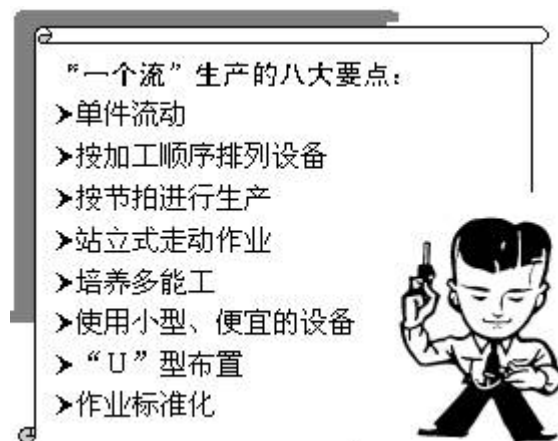 “一个流”生产的八大要点：
➤单件流动
➤按加工顺序排列设备
➤按节拍进行生产
➤站立式走动作业
➤培养多能工
➤使用小型、便宜的设备
➤“U”型布置
➤作业标准化